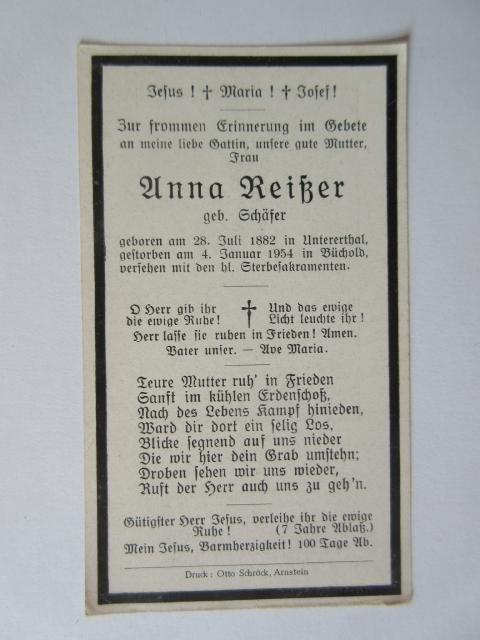 Jesus! † Maria! † Josef!
Zur frommen Erinnerung im Gebete
an meine liebe Gattin, unsere gute Mutter,
Frau
Anna Reißer
geb. Schäfer
geboren am 28. Juli 1882 in Untererthal,
gestorben am 4. Januar 1954 in Büchold,
versehen mit den hl. Sterbesakramenten.
O Herr gib ihr
die ewige Ruhe!
†
Und das ewige
Licht leuchte ihr!
Herr lasse sie ruhen in Frieden! Amen.
Vater unser. — Ave Maria.
Teure Mutter ruh' in Frieden
Sanft im kühlen Erdenschoß,
Nach des Lebens Kampf hinieden,
Ward dir dort ein selig Los,
Blicke segnend auf uns nieder
Die wir hier dein Grab umstehn;
Droben sehen wir uns wieder,
Ruft der Herr auch uns zu geh'n.
Gütigster Herr Jesus, verleihe ihr die ewige
Ruhe! (7 Jahre Ablaß.)
Mein Jesus, Barmherzigkeit! 100 Tage Ab.
Druck: Otto Schröck, Arnstein